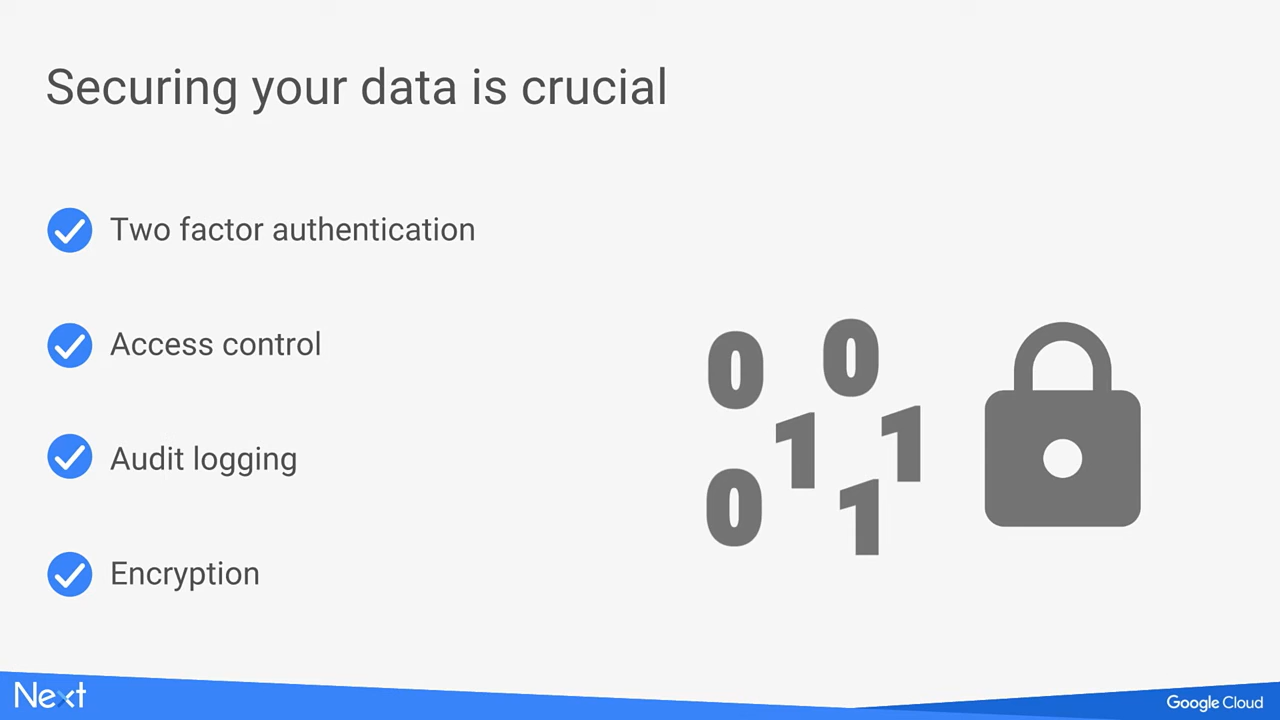 Securing your data is crucial
Two factor authentication
Access control
Audit logging
Encryption
0 0
1 1
0 1
Next
Google Cloud